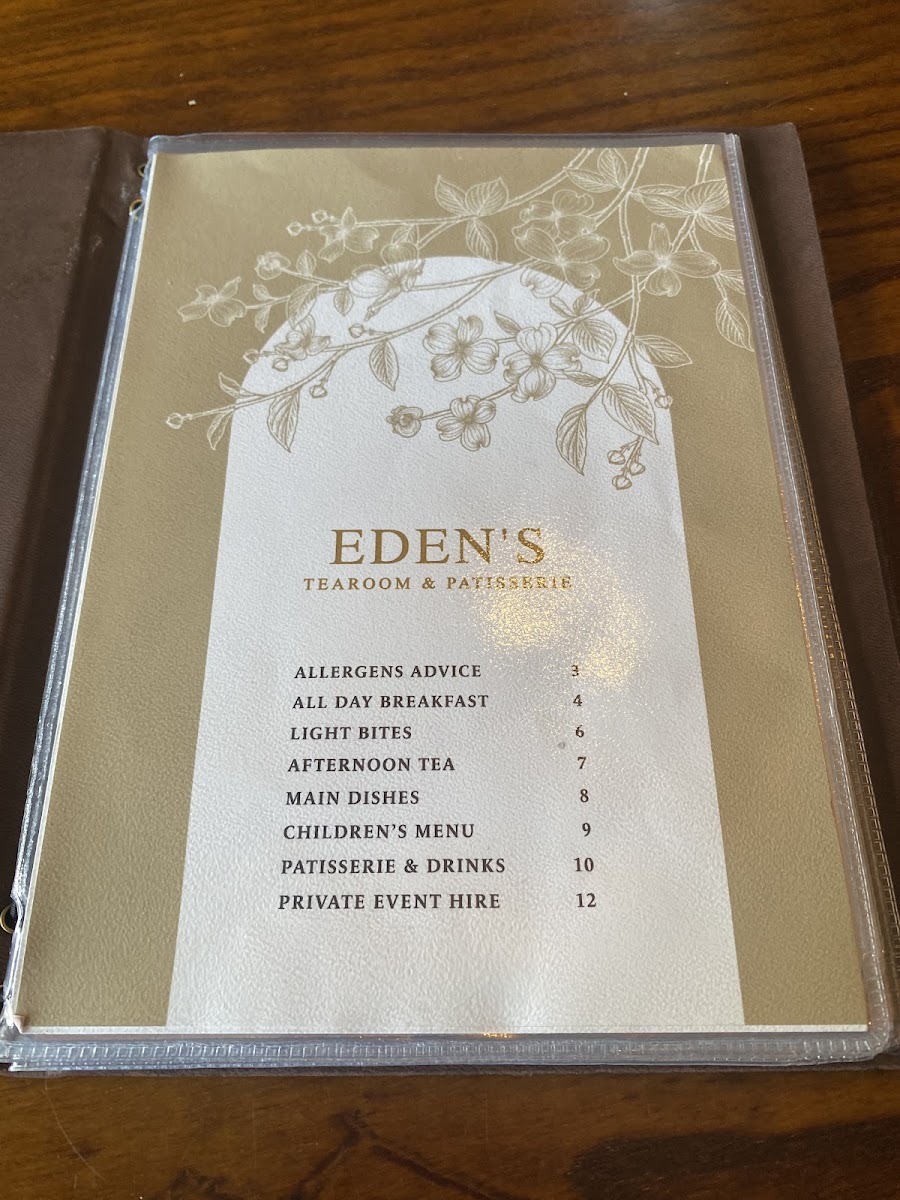 EDEN'S
TEAROOM & PATISSERIE
ALLERGENS ADVICE 3
ALL DAY BREAKFAST 4
LIGHT BITES 6
AFTERNOON TEA 7
MAIN DISHES 8
CHILDREN'S MENU 9
PATISSERIE & DRINKS 10
PRIVATE EVENT HIRE 12